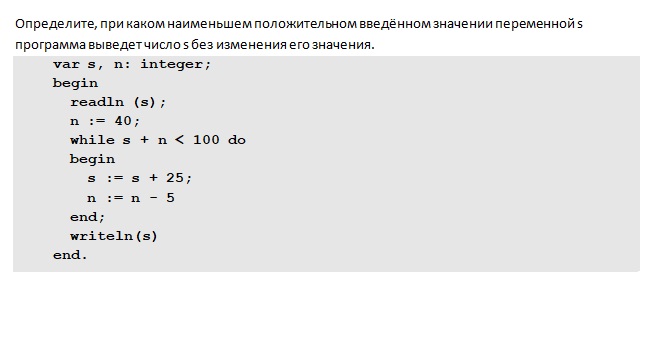 Определите, при каком наименьшем положительном введённом значении переменной s
программа выведет число s без изменения его значения.
var s, n: integer;
begin
readln (s);
n := 40;
while s + n < 100 do
begin
s := s + 25;
n := n - 5
end;
writeln(s)
end.